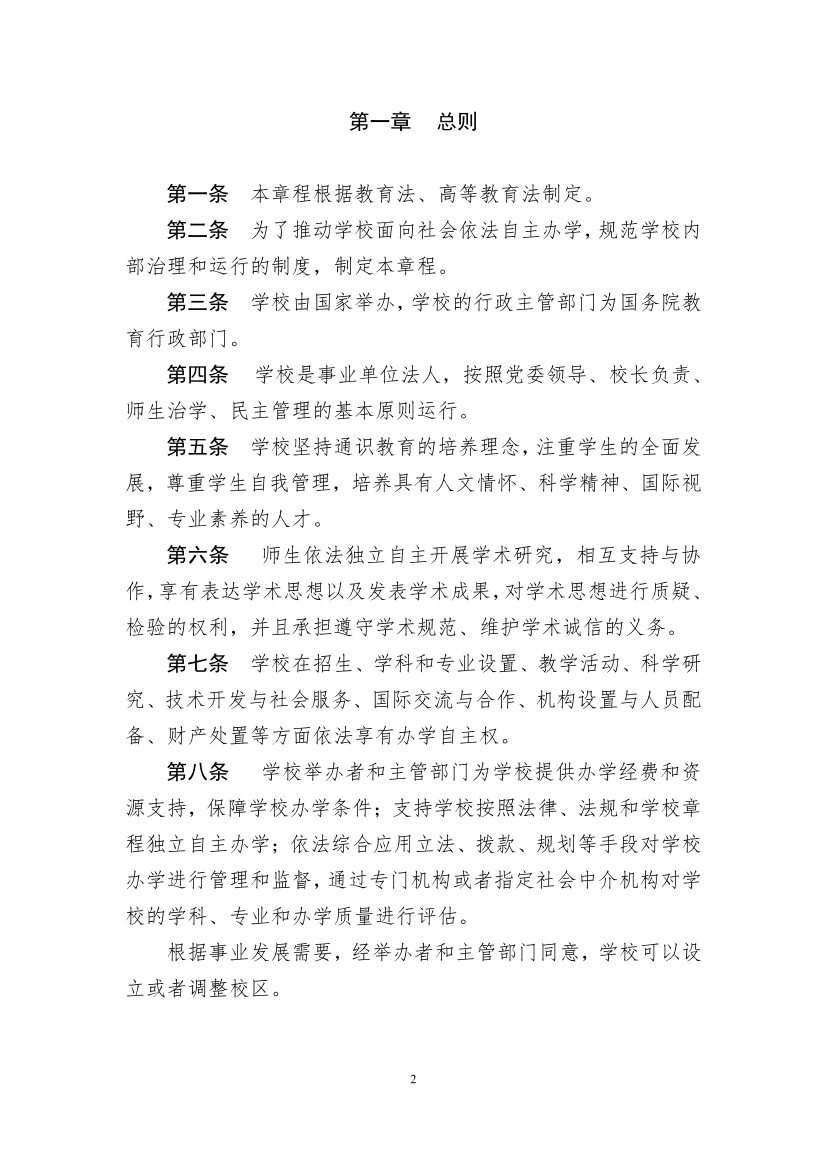 第一章 总则
第一条 本章程根据教育法、高等教育法制定。
第二条 为了推动学校面向社会依法自主办学，规范学校内
部治理和运行的制度，制定本章程。
第三条 学校由国家举办，学校的行政主管部门为国务院教
育行政部门。
第四条 学校是事业单位法人，按照党委领导、校长负责、
师生治学、民主管理的基本原则运行。
第五条 学校坚持通识教育的培养理念，注重学生的全面发
展，尊重学生自我管理，培养具有人文情怀、科学精神、国际视
野、专业素养的人才。
第六条 师生依法独立自主开展学术研究，相互支持与协
作，享有表达学术思想以及发表学术成果，对学术思想进行质疑、
检验的权利，并且承担遵守学术规范、维护学术诚信的义务。
第七条 学校在招生、学科和专业设置、教学活动、科学研
究、技术开发与社会服务、国际交流与合作、机构设置与人员配
备、财产处置等方面依法享有办学自主权。
第八条 学校举办者和主管部门为学校提供办学经费和资
源支持，保障学校办学条件；支持学校按照法律、法规和学校章
程独立自主办学；依法综合应用立法、拨款、规划等手段对学校
办学进行管理和监督，通过专门机构或者指定社会中介机构对学
校的学科、专业和办学质量进行评估。
根据事业发展需要，经举办者和主管部门同意，学校可以设
立或者调整校区。
2